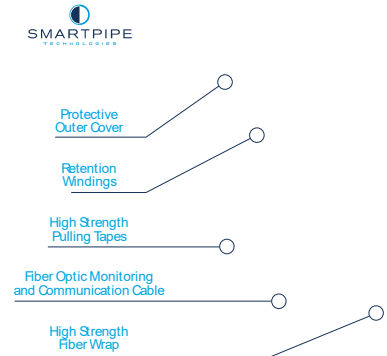 SMARTPIPE
TECHNOLOGIES
Protective
Outer Cover
Retention
Windings
High Strength
Pulling Tapes
Fiber Optic Monitoring
and Communication Cable
High Strength
Fiber Wrap